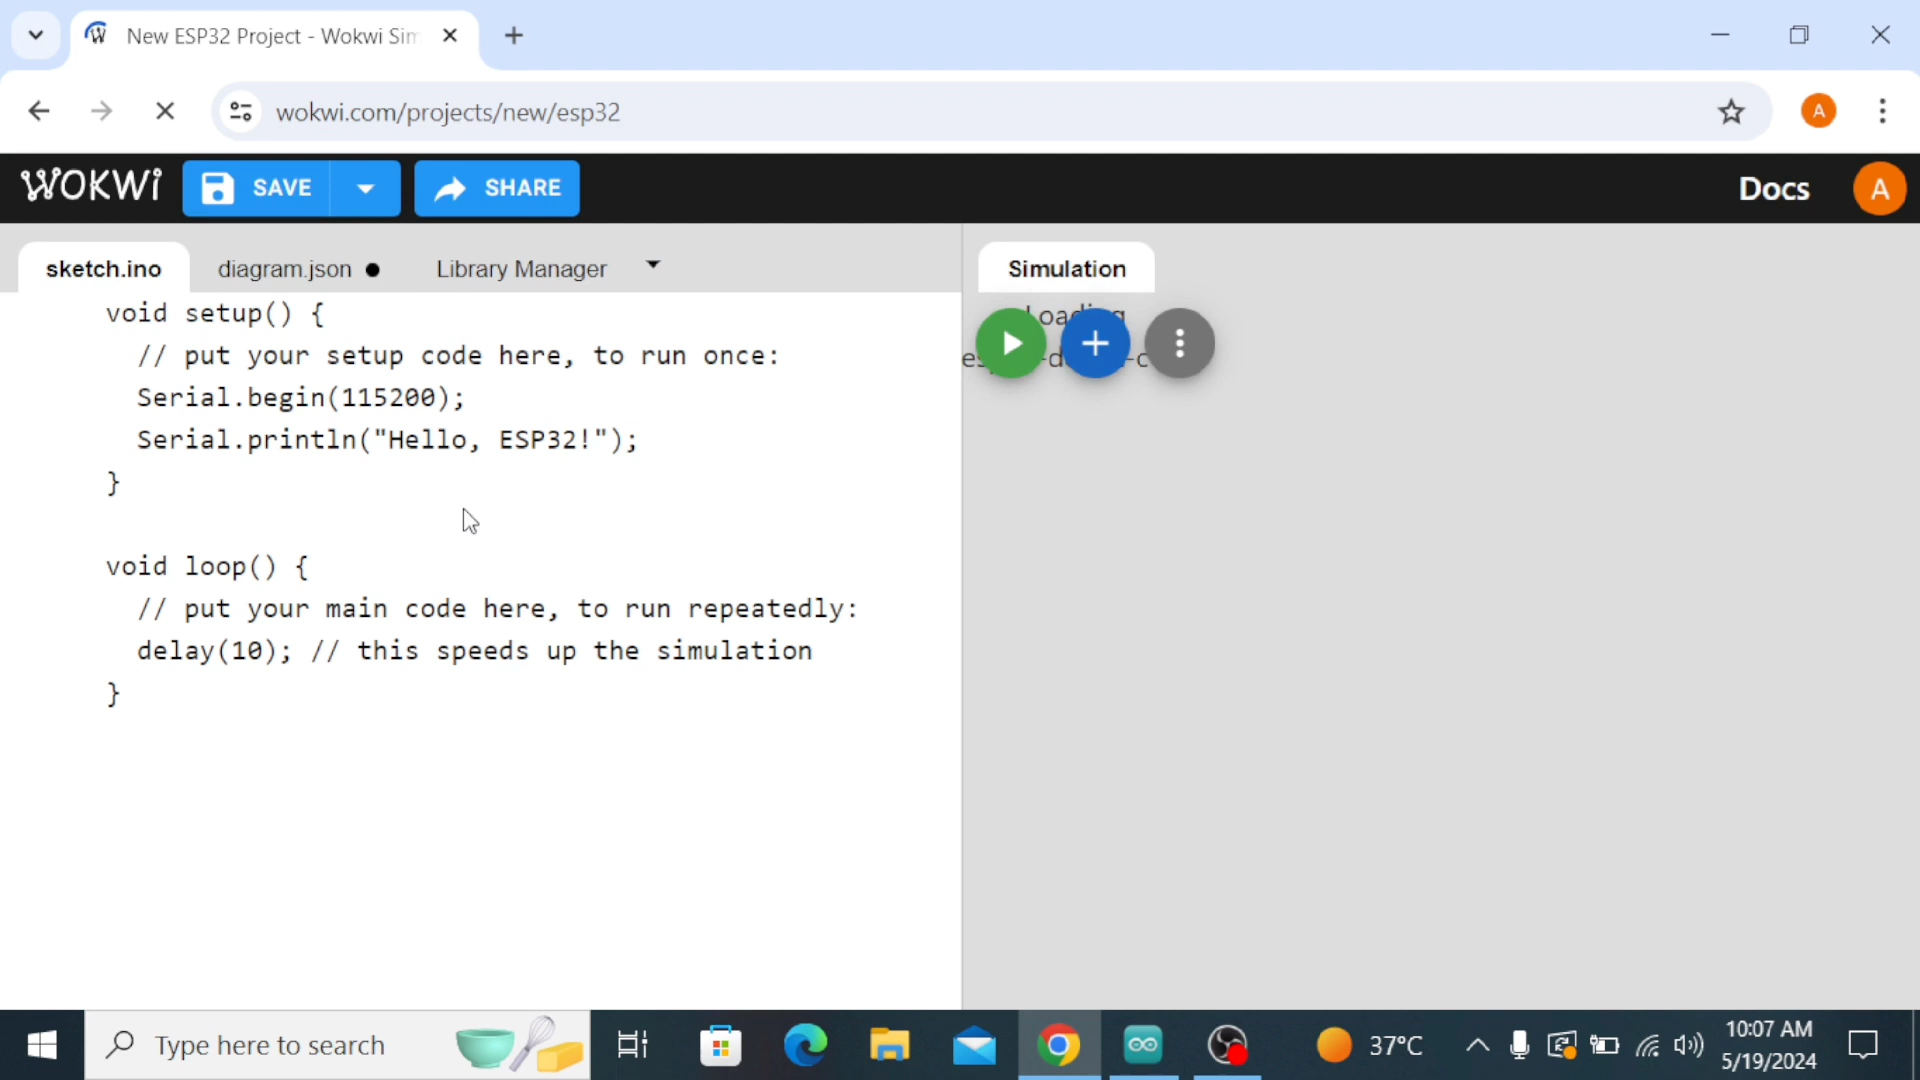 New ESP32 Project - Wokwi Sim
wokwi.com/projects/new/esp32
A
WOKWi
SAVE
SHARE
Docs
A
sketch.ino
diagram.json
Library Manager
Simulation
void setup() {
// put your setup code here, to run once:
Serial.begin(115200);
Serial.println("Hello, ESP32!");
}
void loop() {
// put your main code here, to run repeatedly:
delay(10); // this speeds up the simulation
}
Type here to search
37°C
10:07 AM
5/19/2024